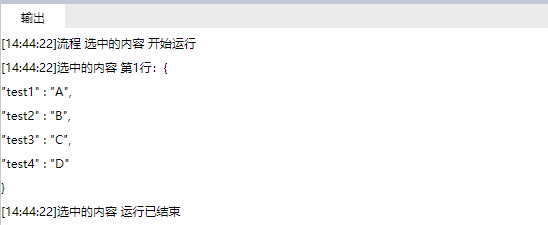 输出
[14:44:22]流程 选中的内容 开始运行
[14:44:22]选中的内容 第1行：{
"test1" : "A",
"test2" : "B",
"test3" : "C",
"test4" : "D"
}
[14:44:22]选中的内容 运行已结束